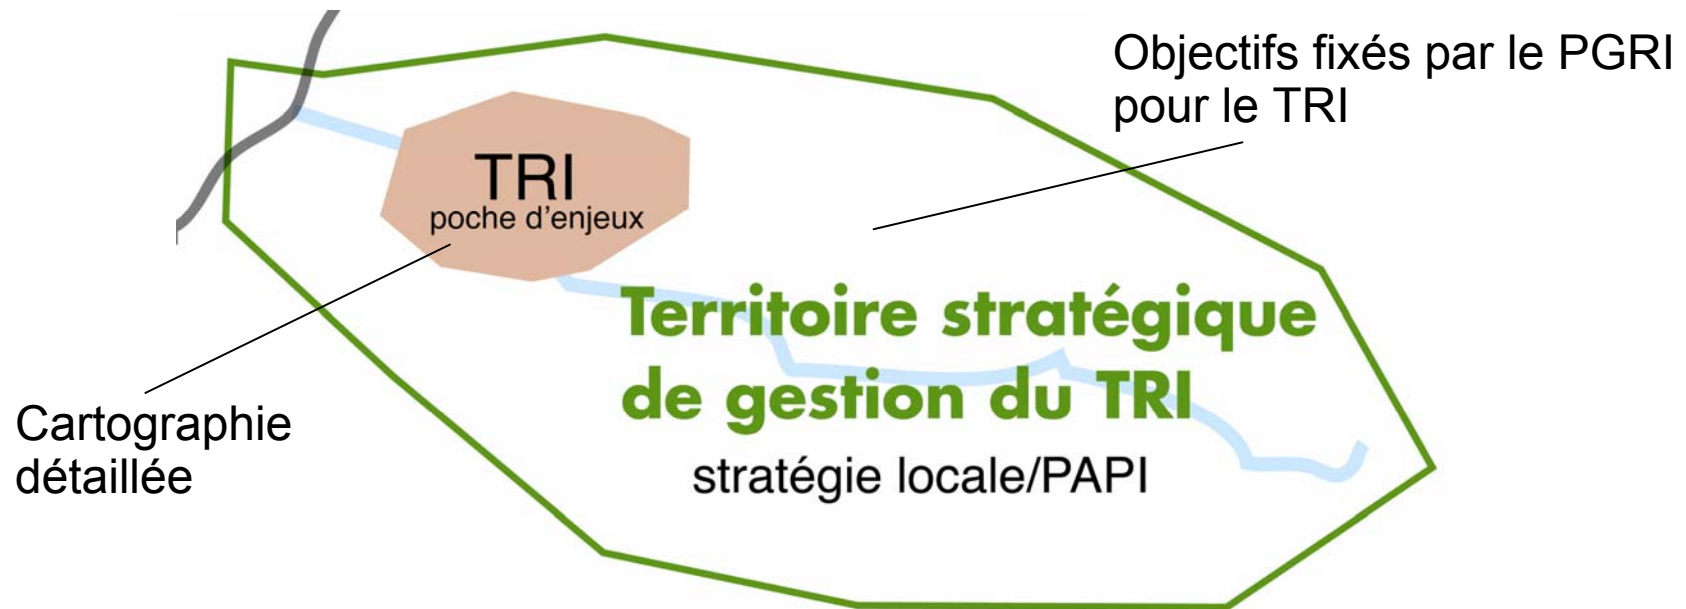 Objectifs fixés par le PGRI
pour le TRI
TRI
poche d'enjeux
Territoire stratégique
de gestion du TRI
stratégie locale/PAPI
Cartographie
détaillée